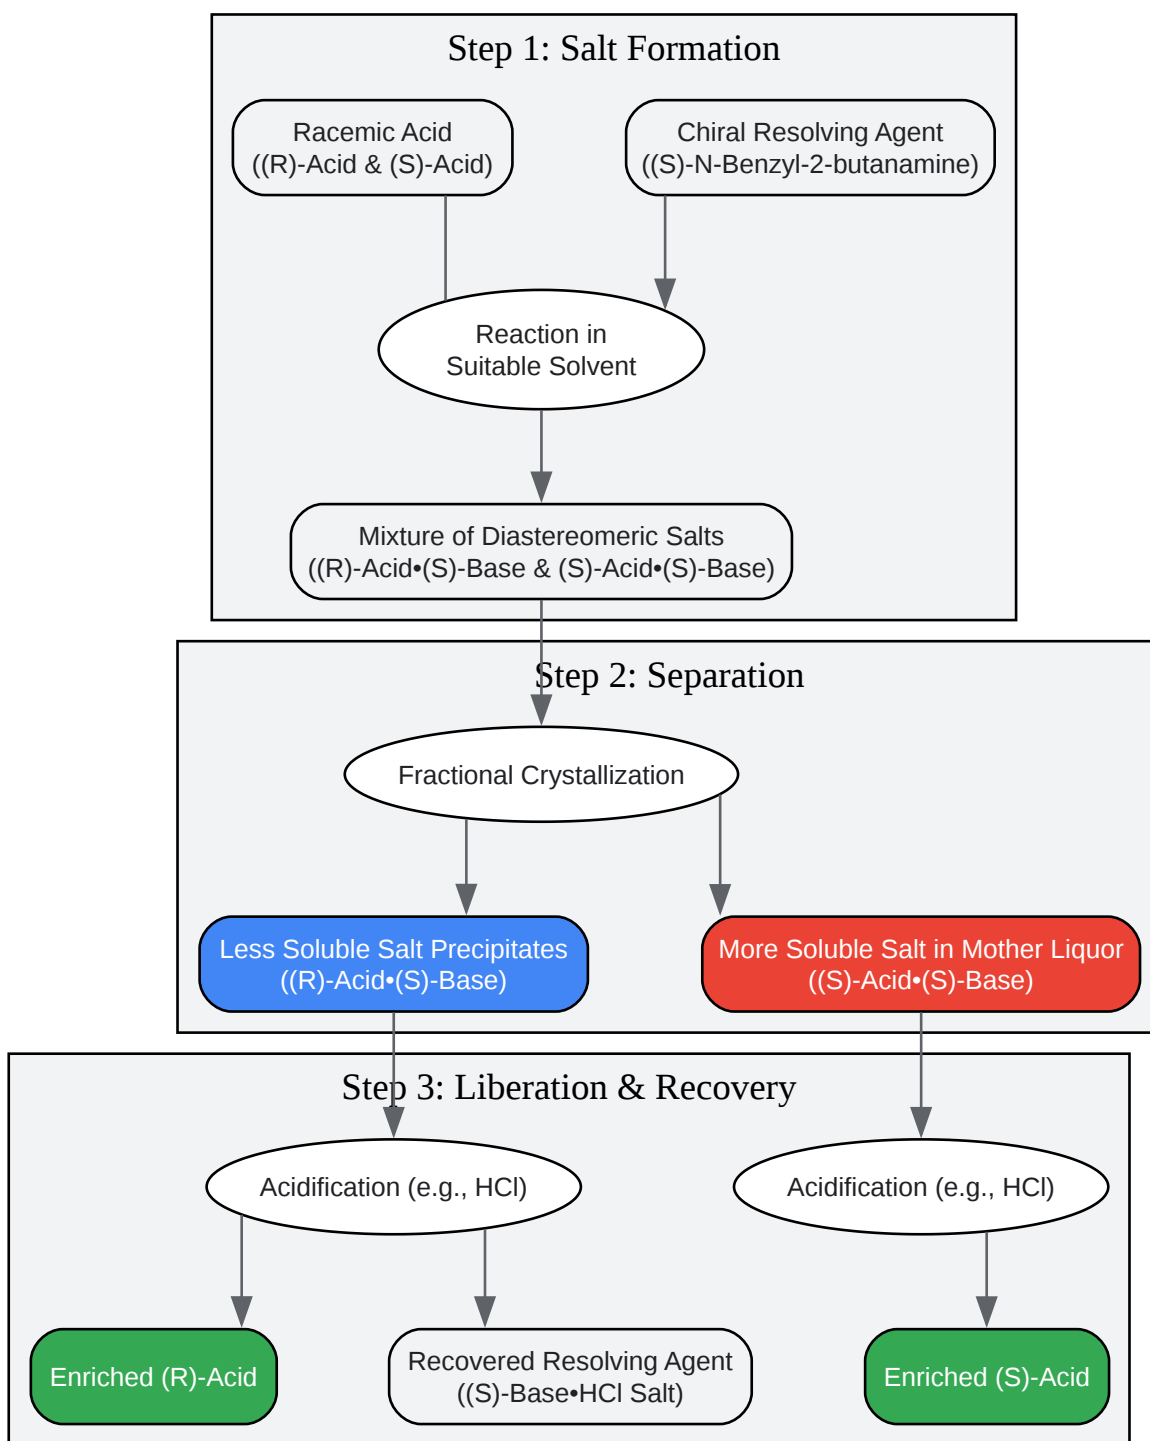 Step 1: Salt Formation
Racemic Acid
((R)-Acid & (S)-Acid)
Chiral Resolving Agent
((S)-N-Benzyl-2-butanamine)
Reaction in
Suitable Solvent
Mixture of Diastereomeric Salts
((R)-Acid•(S)-Base & (S)-Acid•(S)-Base)
Step 2: Separation
Fractional Crystallization
Less Soluble Salt Precipitates
((R)-Acid•(S)-Base)
More Soluble Salt in Mother Liquor
((S)-Acid•(S)-Base)
Step 3: Liberation & Recovery
Acidification (e.g., HCl)
Acidification (e.g., HCl)
Enriched (R)-Acid
Recovered Resolving Agent
((S)-Base•HCl Salt)
Enriched (S)-Acid